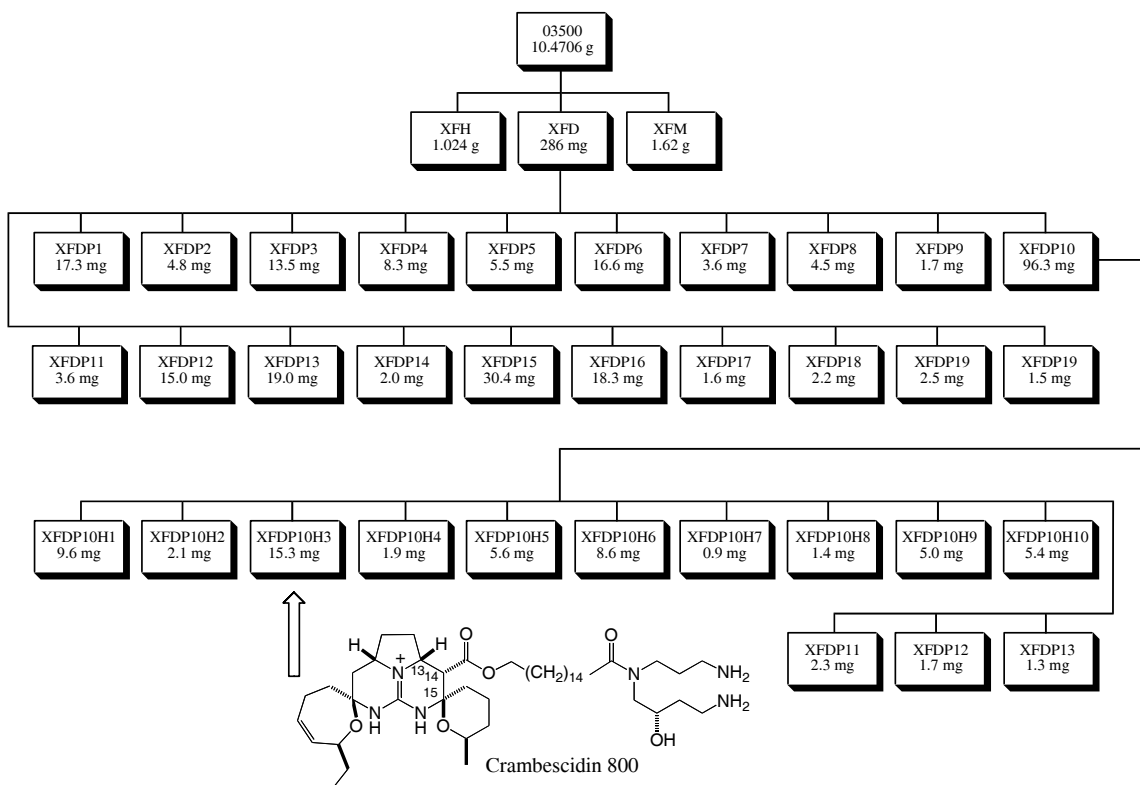 03500
10.4706 g
XFH
1.024 g
XFD
286 mg
XFM
1.62 g
XFDP1
17.3 mg
XFDP2
4.8 mg
XFDP3
13.5 mg
XFDP4
8.3 mg
XFDP5
5.5 mg
XFDP6
16.6 mg
XFDP7
3.6 mg
XFDP8
4.5 mg
XFDP9
1.7 mg
XFDP10
96.3 mg
XFDP11
3.6 mg
XFDP12
15.0 mg
XFDP13
19.0 mg
XFDP14
2.0 mg
XFDP15
30.4 mg
XFDP16
18.3 mg
XFDP17
1.6 mg
XFDP18
2.2 mg
XFDP19
2.5 mg
XFDP19
1.5 mg
XFDP10H1
9.6 mg
XFDP10H2
2.1 mg
XFDP10H3
15.3 mg
XFDP10H4
1.9 mg
XFDP10H5
5.6 mg
XFDP10H6
8.6 mg
XFDP10H7
0.9 mg
XFDP10H8
1.4 mg
XFDP10H9
5.0 mg
XFDP10H10
5.4 mg
XFDP11
2.3 mg
XFDP12
1.7 mg
XFDP13
1.3 mg
H
H
O
O
+
N
13
14
O
(CH2)14
N
NH2
15
N
H
N
H
O
O
NH2
OH
Crambescidin 800